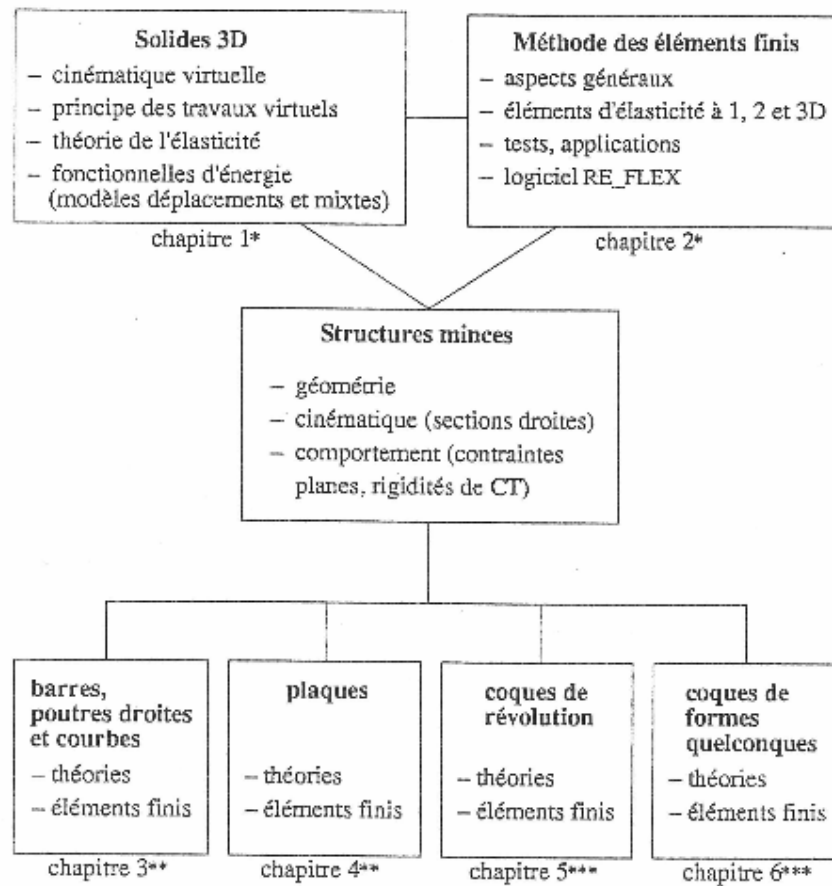 Solides 3D
– cinématique virtuelle
– principe des travaux virtuels
– théorie de l'élasticité
– fonctionnelles d'énergie
(modèles déplacements et mixtes)
chapitre 1*
Méthode des éléments finis
– aspects généraux
– éléments d'élasticité à 1, 2 et 3D
– tests, applications
– logiciel RE_FLEX
chapitre 2*
Structures minces
– géométrie
– cinématique (sections droites)
– comportement (contraintes
planes, rigidités de CT)
barres,
poutres droites
et courbes
– théories
– éléments finis
chapitre 3**
plaques
– théories
– éléments finis
chapitre 4**
coques de
révolution
– théories
– éléments finis
chapitre 5***
coques de
formes
quelconques
– théories
– éléments finis
chapitre 6***